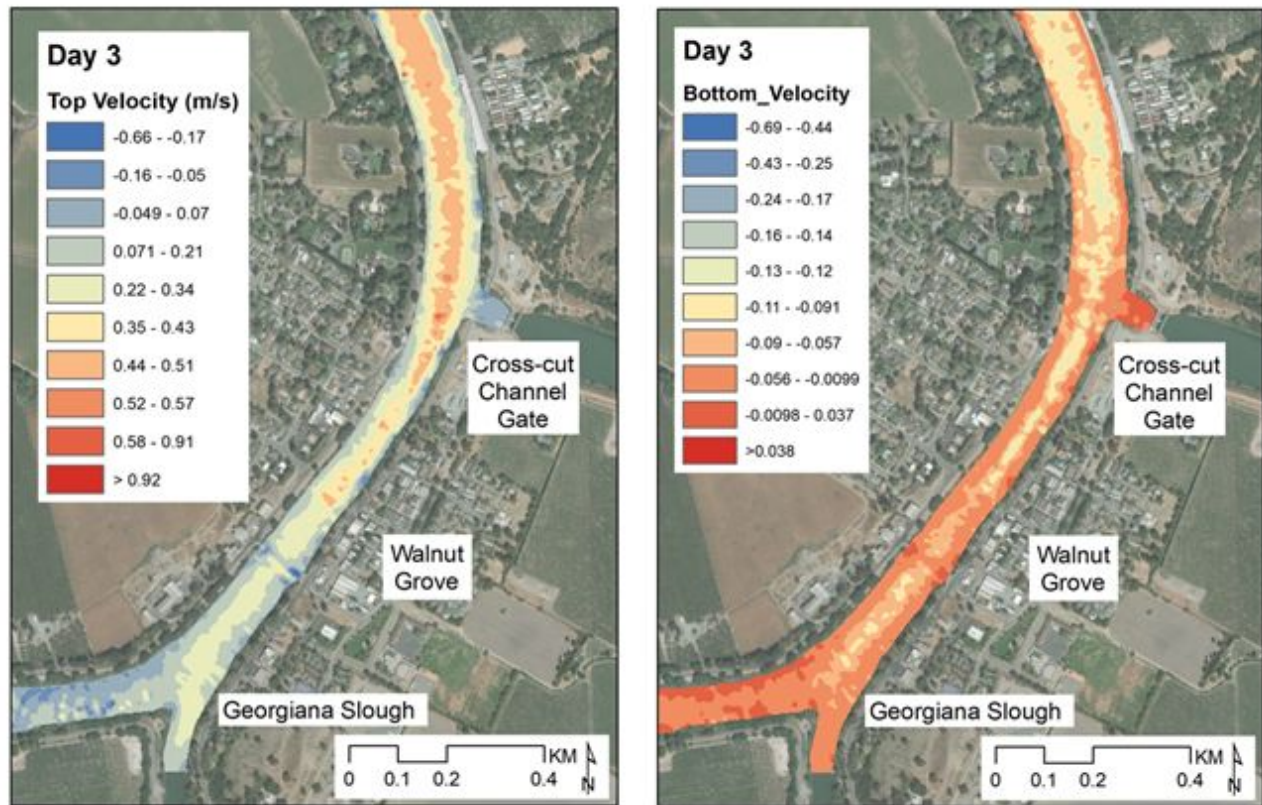 Day 3
Top Velocity (m/s)
-0.66 - -0.17
-0.16 - -0.05
-0.049 - 0.07
0.071 - 0.21
0.22 - 0.34
0.35 - 0.43
0.44 - 0.51
0.52 - 0.57
0.58 - 0.91
> 0.92
Cross-cut
Channel
Gate
Walnut
Grove
Georgiana Slough
KM
0 0.1 0.2 0.4
N
Day 3
Bottom_Velocity
-0.69 - -0.44
-0.43 - -0.25
-0.24 - -0.17
-0.16 - -0.14
-0.13 - -0.12
-0.11 - -0.091
-0.09 - -0.057
-0.056 - -0.0099
-0.0098 - 0.037
>0.038
Cross-cut
Channel
Gate
Walnut
Grove
Georgiana Slough
KM
0 0.1 0.2 0.4
N